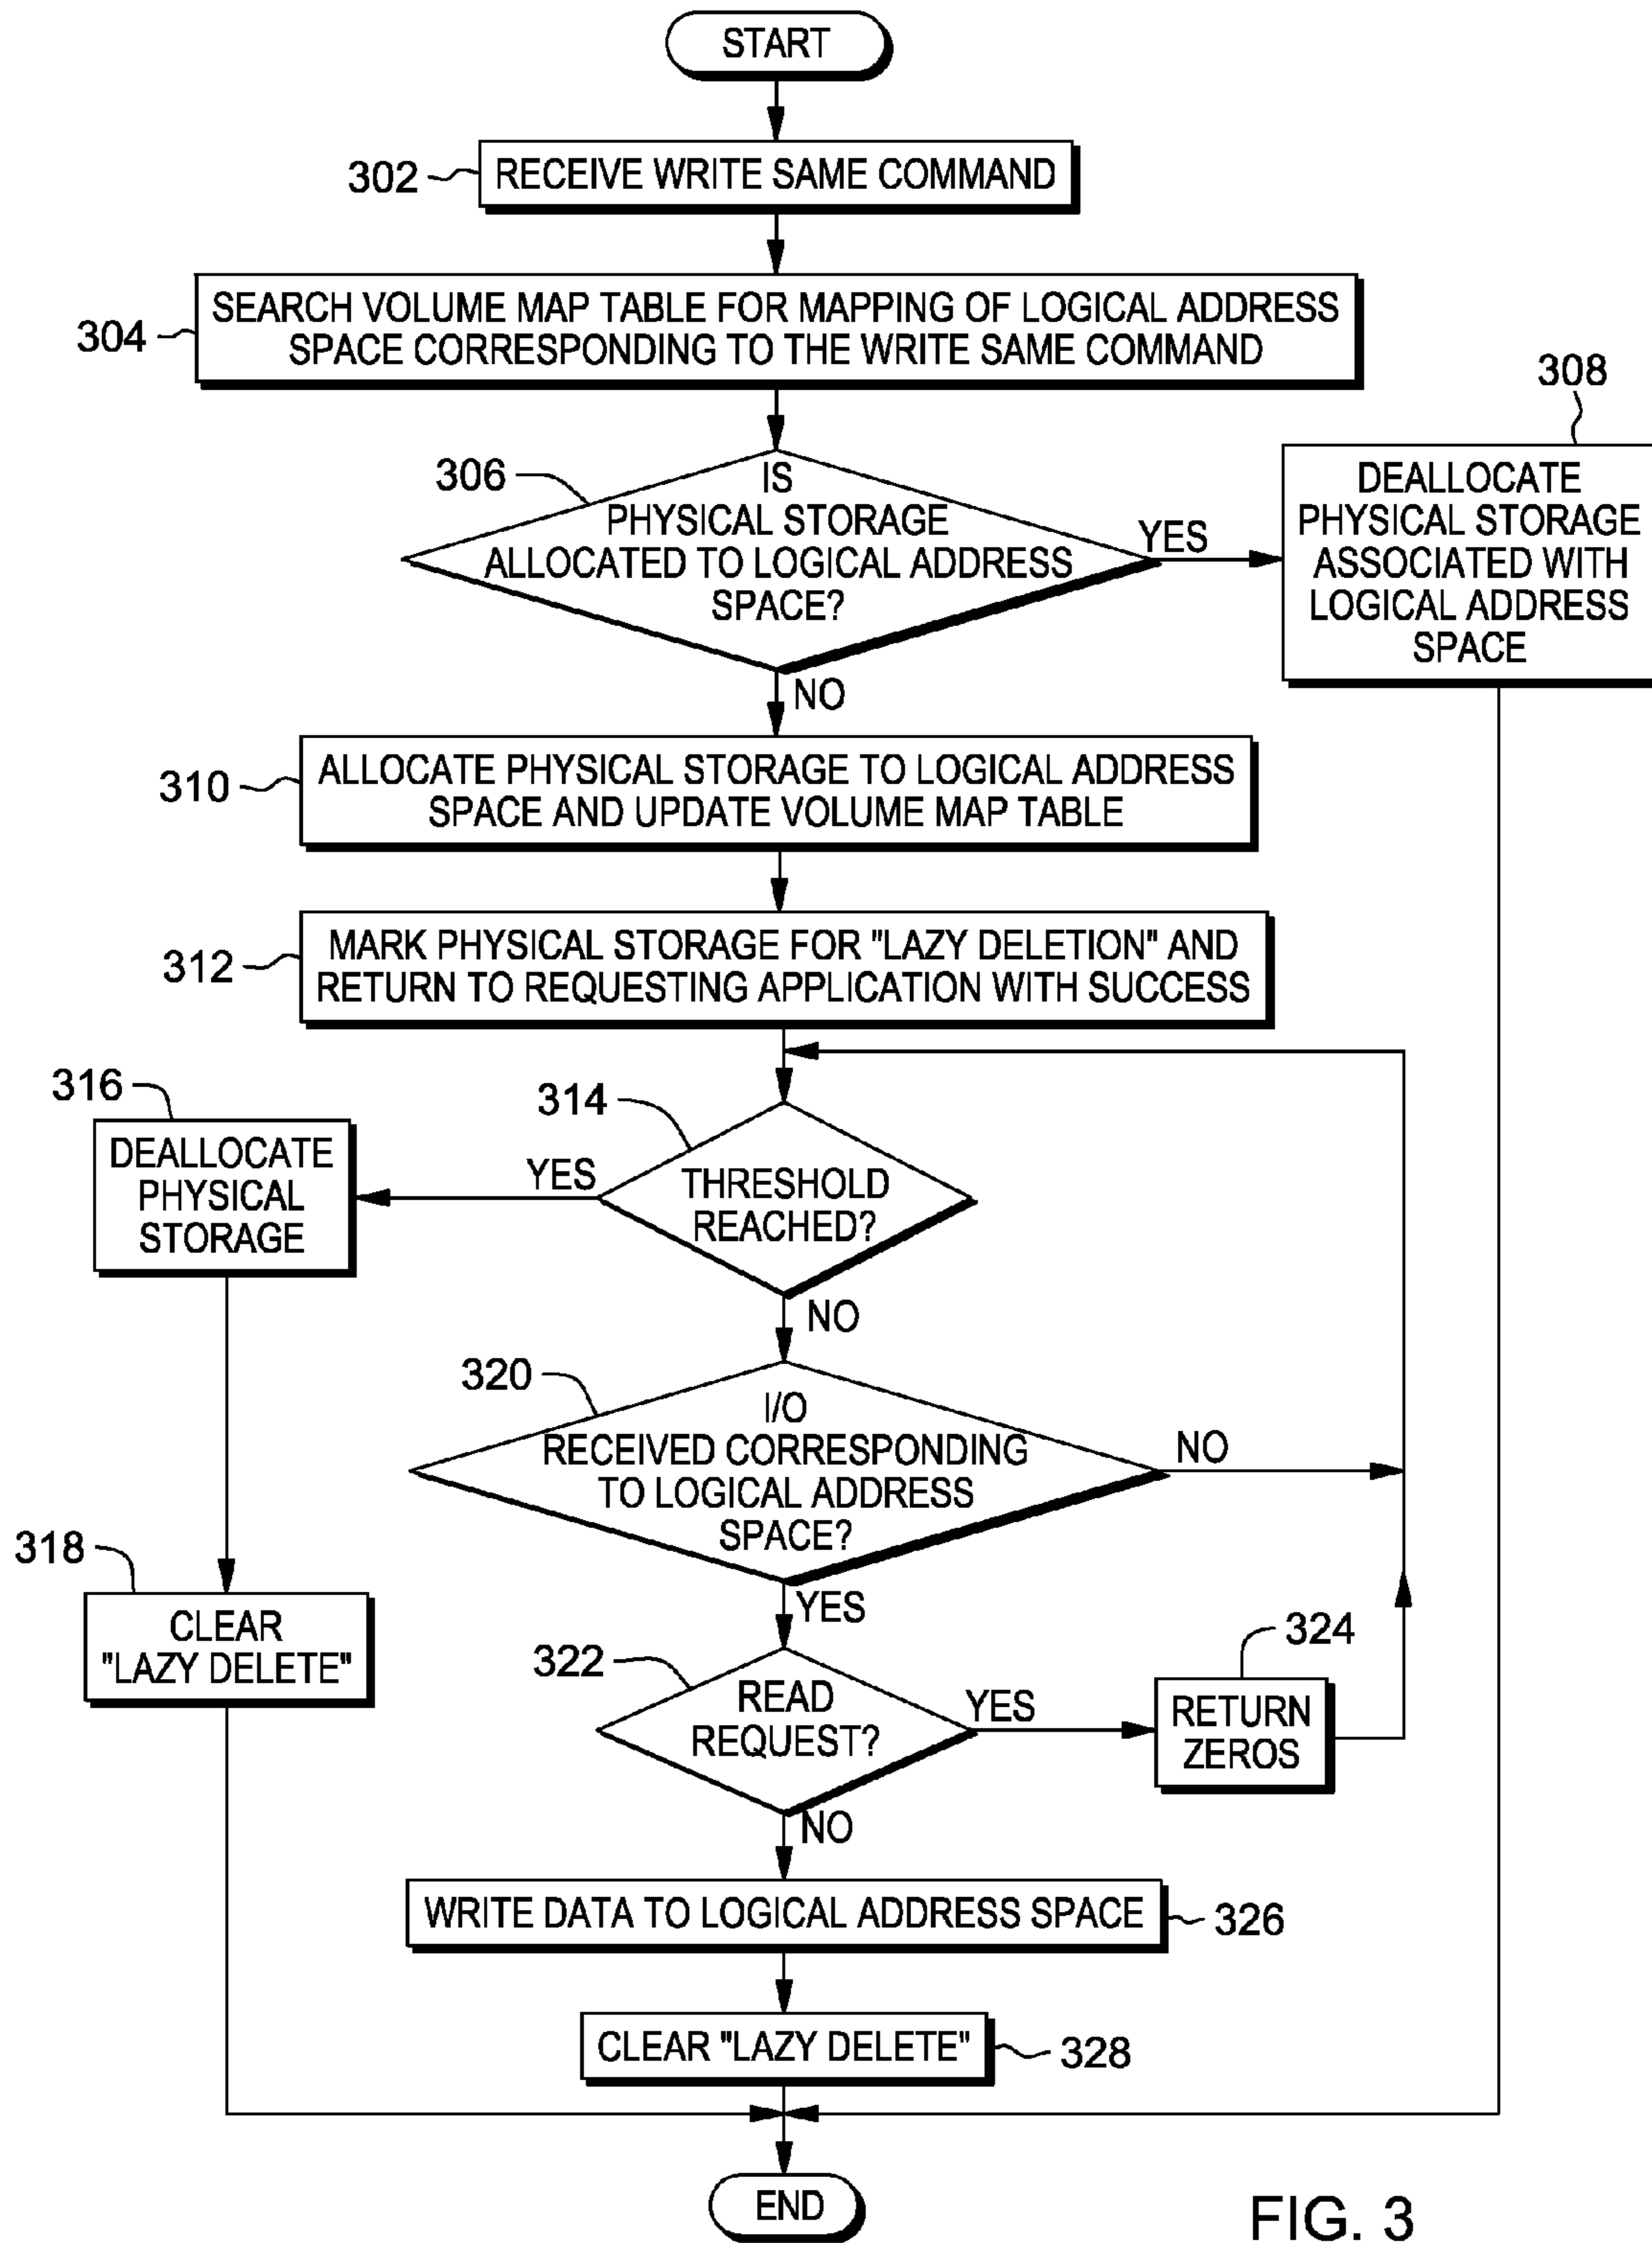 START
302
RECEIVE WRITE SAME COMMAND
304
SEARCH VOLUME MAP TABLE FOR MAPPING OF LOGICAL ADDRESS
SPACE CORRESPONDING TO THE WRITE SAME COMMAND
306
IS
PHYSICAL STORAGE
ALLOCATED TO LOGICAL ADDRESS
SPACE?
YES
308
DEALLOCATE
PHYSICAL STORAGE
ASSOCIATED WITH
LOGICAL ADDRESS
SPACE
NO
310
ALLOCATE PHYSICAL STORAGE TO LOGICAL ADDRESS
SPACE AND UPDATE VOLUME MAP TABLE
312
MARK PHYSICAL STORAGE FOR "LAZY DELETION" AND
RETURN TO REQUESTING APPLICATION WITH SUCCESS
314
THRESHOLD
REACHED?
YES
316
DEALLOCATE
PHYSICAL
STORAGE
NO
318
CLEAR
"LAZY DELETE"
320
I/O
RECEIVED CORRESPONDING
TO LOGICAL ADDRESS
SPACE?
NO
YES
322
READ
REQUEST?
YES
324
RETURN
ZEROS
NO
WRITE DATA TO LOGICAL ADDRESS SPACE
326
CLEAR "LAZY DELETE"
328
END
FIG. 3